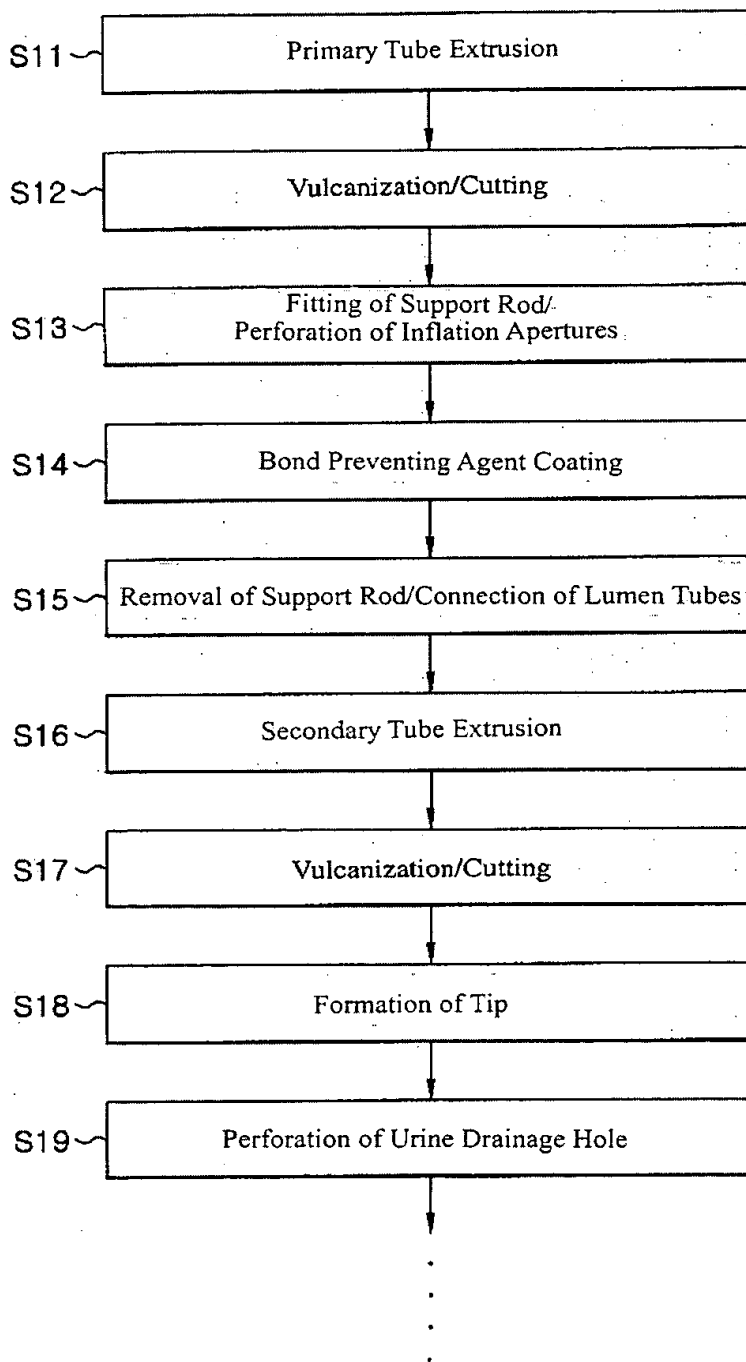 S11 Primary Tube Extrusion
S12 Vulcanization/Cutting
S13 Fitting of Support Rod/
Perforation of Inflation Apertures
S14 Bond Preventing Agent Coating
S15 Removal of Support Rod/Connection of Lumen Tubes
S16 Secondary Tube Extrusion
S17 Vulcanization/Cutting
S18 Formation of Tip
S19 Perforation of Urine Drainage Hole